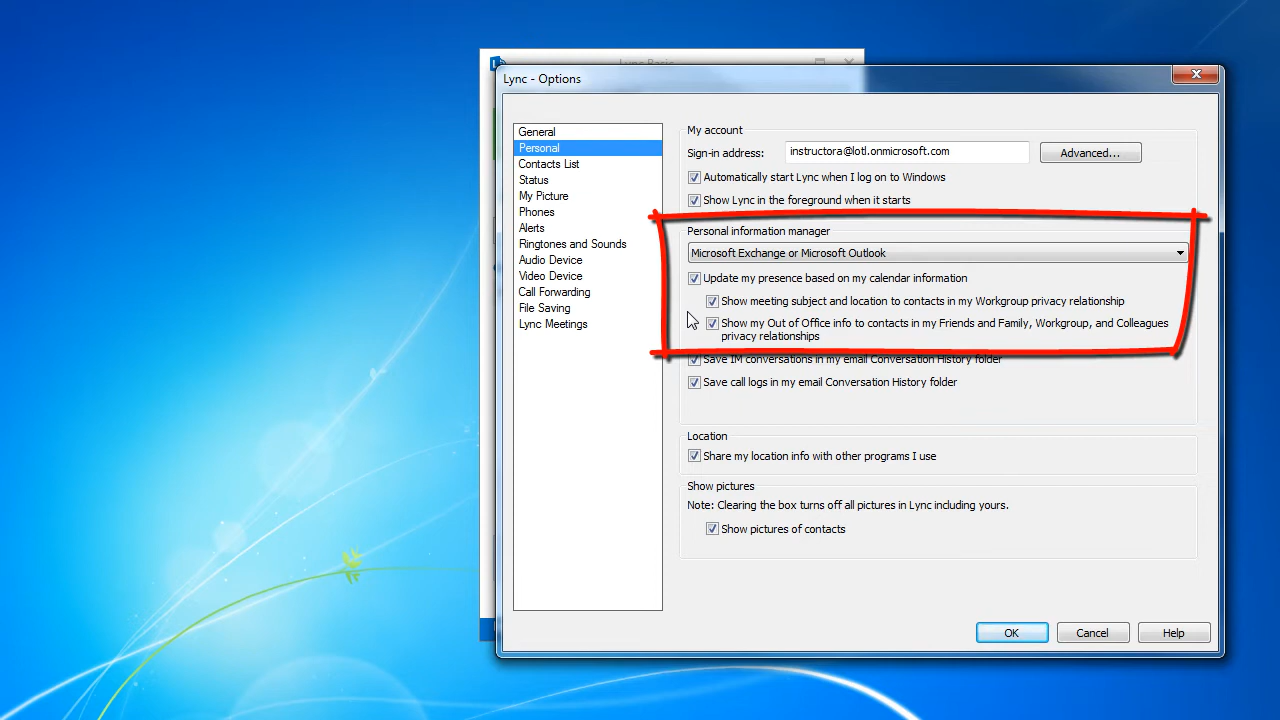 Lync Basic
Lync - Options
General
Personal
Contacts List
Status
My Picture
Phones
Alerts
Ringtones and Sounds
Audio Device
Video Device
Call Forwarding
File Saving
Lync Meetings
My account
Sign-in address: instructora@lotl.onmicrosoft.com Advanced...
Automatically start Lync when I log on to Windows
Show Lync in the foreground when it starts
Personal information manager
Microsoft Exchange or Microsoft Outlook
Update my presence based on my calendar information
Show meeting subject and location to contacts in my Workgroup privacy relationship
Show my Out of Office info to contacts in my Friends and Family, Workgroup, and Colleagues
privacy relationships
Save IM conversations in my email Conversation History folder
Save call logs in my email Conversation History folder
Location
Share my location info with other programs I use
Show pictures
Note: Clearing the box turns off all pictures in Lync including yours.
Show pictures of contacts
OK Cancel Help